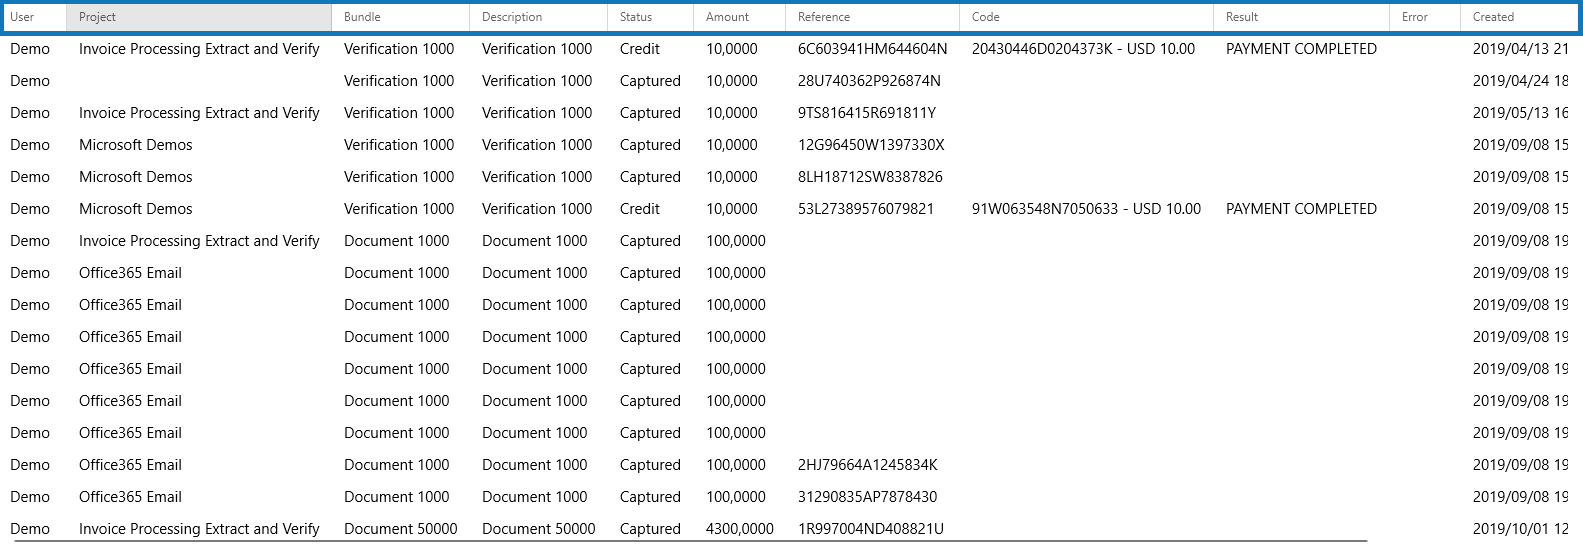 User Project Bundle Description Status Amount Reference Code Result Error Created
Demo Invoice Processing Extract and Verify Verification 1000 Verification 1000 Credit 10,0000 6C603941HM644604N 20430446D0204373K - USD 10.00 PAYMENT COMPLETED 2019/04/13 21
Demo Verification 1000 Verification 1000 Captured 10,0000 28U740362P926874N 2019/04/24 18
Demo Invoice Processing Extract and Verify Verification 1000 Verification 1000 Captured 10,0000 9TS816415R691811Y 2019/05/13 16
Demo Microsoft Demos Verification 1000 Verification 1000 Captured 10,0000 12G96450W1397330X 2019/09/08 15
Demo Microsoft Demos Verification 1000 Verification 1000 Captured 10,0000 8LH18712SW8387826 2019/09/08 15
Demo Microsoft Demos Verification 1000 Verification 1000 Credit 10,0000 53L27389576079821 91W063548N7050633 - USD 10.00 PAYMENT COMPLETED 2019/09/08 15
Demo Invoice Processing Extract and Verify Document 1000 Document 1000 Captured 100,0000 2019/09/08 19
Demo Office365 Email Document 1000 Document 1000 Captured 100,0000 2019/09/08 19
Demo Office365 Email Document 1000 Document 1000 Captured 100,0000 2019/09/08 19
Demo Office365 Email Document 1000 Document 1000 Captured 100,0000 2019/09/08 19
Demo Office365 Email Document 1000 Document 1000 Captured 100,0000 2019/09/08 19
Demo Office365 Email Document 1000 Document 1000 Captured 100,0000 2019/09/08 19
Demo Office365 Email Document 1000 Document 1000 Captured 100,0000 2019/09/08 19
Demo Office365 Email Document 1000 Document 1000 Captured 100,0000 2HJ79664A1245834K 2019/09/08 19
Demo Office365 Email Document 1000 Document 1000 Captured 100,0000 31290835AP7878430 2019/09/08 19
Demo Invoice Processing Extract and Verify Document 50000 Document 50000 Captured 4300,0000 1R997004ND408821U 2019/10/01 12